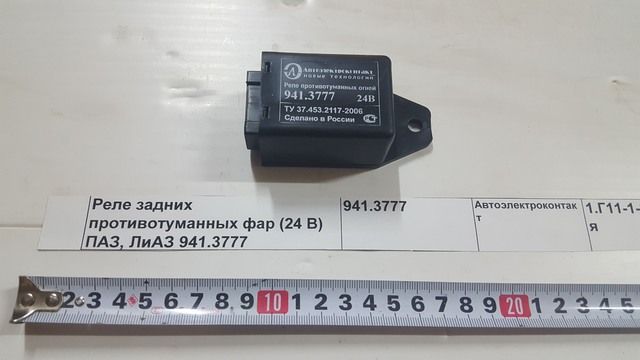 Автоэлектроконтакт
новые технологии
Реле противотуманных огней
941.3777 24В
ТУ 37.453.2117-2006
Сделано в России
Реле задних
противотуманных фар (24 В)
ПАЗ, ЛиАЗ 941.3777
941.3777
Автоэлектроконтак
т
1.Г11-1-
я
2 3 4 5 6 7 8 9 10 1 2 3 4 5 6 7 8 9 20 1 2 3 4